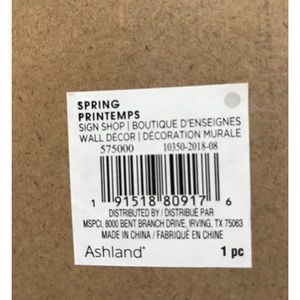 SPRING
PRINTEMPS
SIGN SHOP | BOUTIQUE D'ENSEIGNES
WALL DÉCOR | DÉCORATION MURALE
575000 10350-2018-08
1 91518 80917 6
DISTRIBUTED BY / DISTRIBUÉ PAR
MSPCI, 8000 BENT BRANCH DRIVE, IRVING, TX 75063
MADE IN CHINA / FABRIQUÉ EN CHINE
Ashland® 1 pc